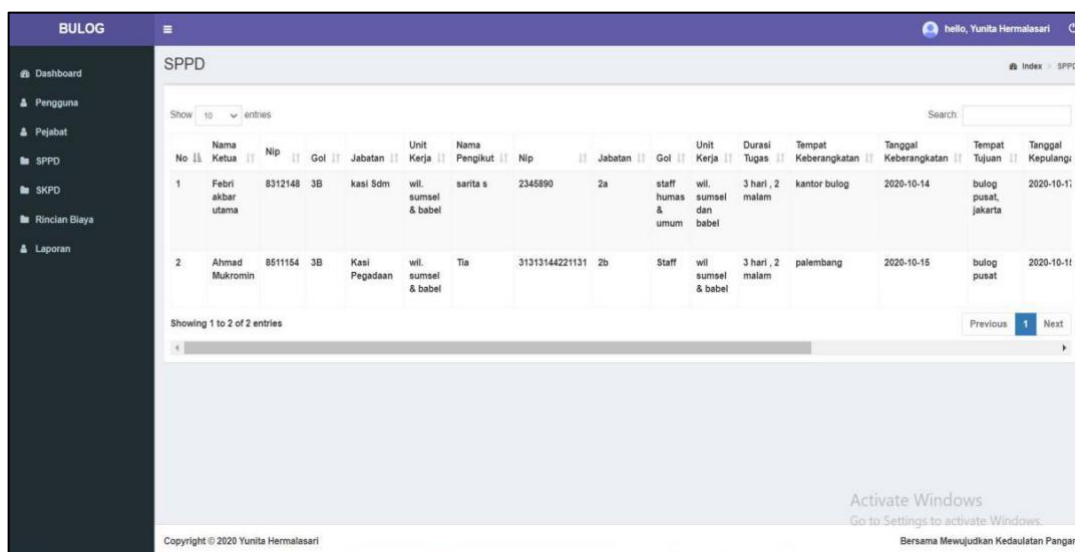 BULOG
hello, Yunita Hermalasari
Dashboard
Pengguna
Pejabat
SPPD
SKPD
Rincian Biaya
Laporan
SPPD
Index > SPPD
Show 10 entries
Search:
No Nama Ketua Nip Gol Jabatan Unit Kerja Nama Pengikut Nip Jabatan Gol Unit Kerja Durasi Tugas Tempat Keberangkatan Tanggal Keberangkatan Tempat Tujuan Tanggal
1 Febri akbar utama 8312148 3B kasi Sdm wil. sumsel & babel sarita s 2345890 2a staff humas & umum wil. sumsel dan babel 3 hari , 2 malam kantor bulog 2020-10-14 bulog pusat, jakarta
2 Ahmad Mukromin 8511154 3B Kasi Pegadaan wil. sumsel & babel Tia 31313144221131 2b Staff wil sumsel & babel 3 hari , 2 malam palembang 2020-10-15 bulog pusat
Showing 1 to 2 of 2 entries
Previous 1 Next
Activate Windows
Go to Settings to activate Windows.
Copyright © 2020 Yunita Hermalasari
Bersama Mewujudkan Kedaulatan Pangan